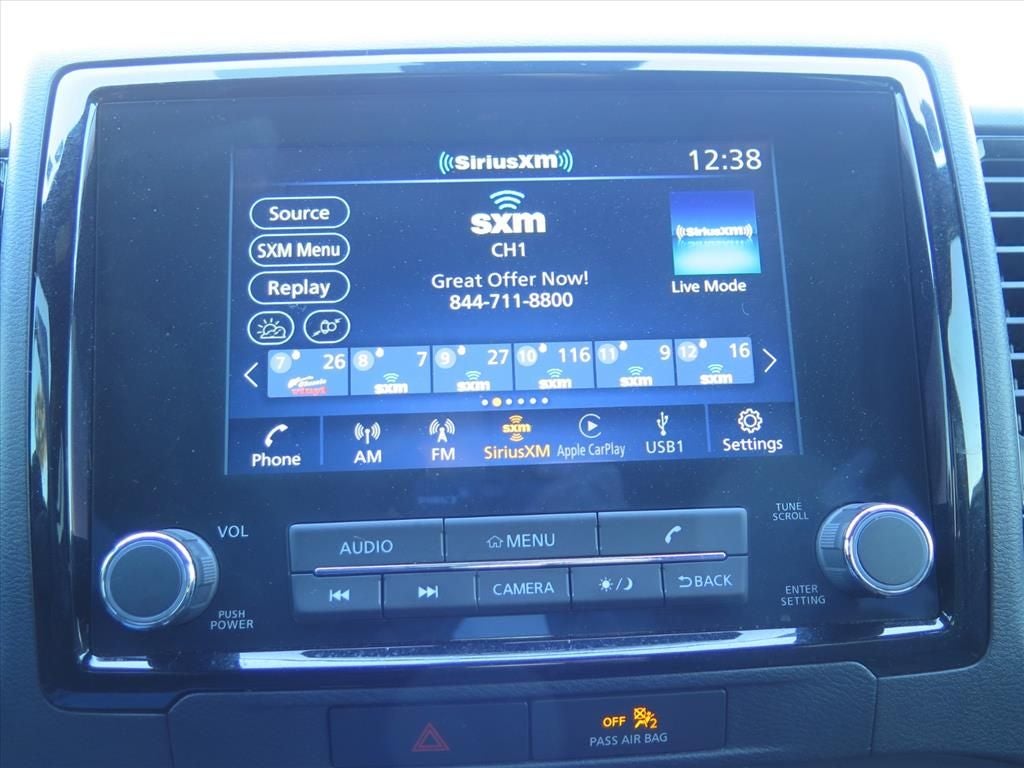 SiriusXM
12:38
Source
SXM Menu
Replay
sxm
CH1
Great Offer Now!
844-711-8800
SiriusXM
Live Mode
7 26
vinyl
8 7
sxm
9 27
sxm
10 116
sxm
11 9
sxm
12 16
sxm
Phone
AM
FM
sxm
SiriusXM
Apple CarPlay
USB1
Settings
VOL
PUSH
POWER
AUDIO
MENU
CAMERA
BACK
TUNE
SCROLL
ENTER
SETTING
OFF 2
PASS AIR BAG